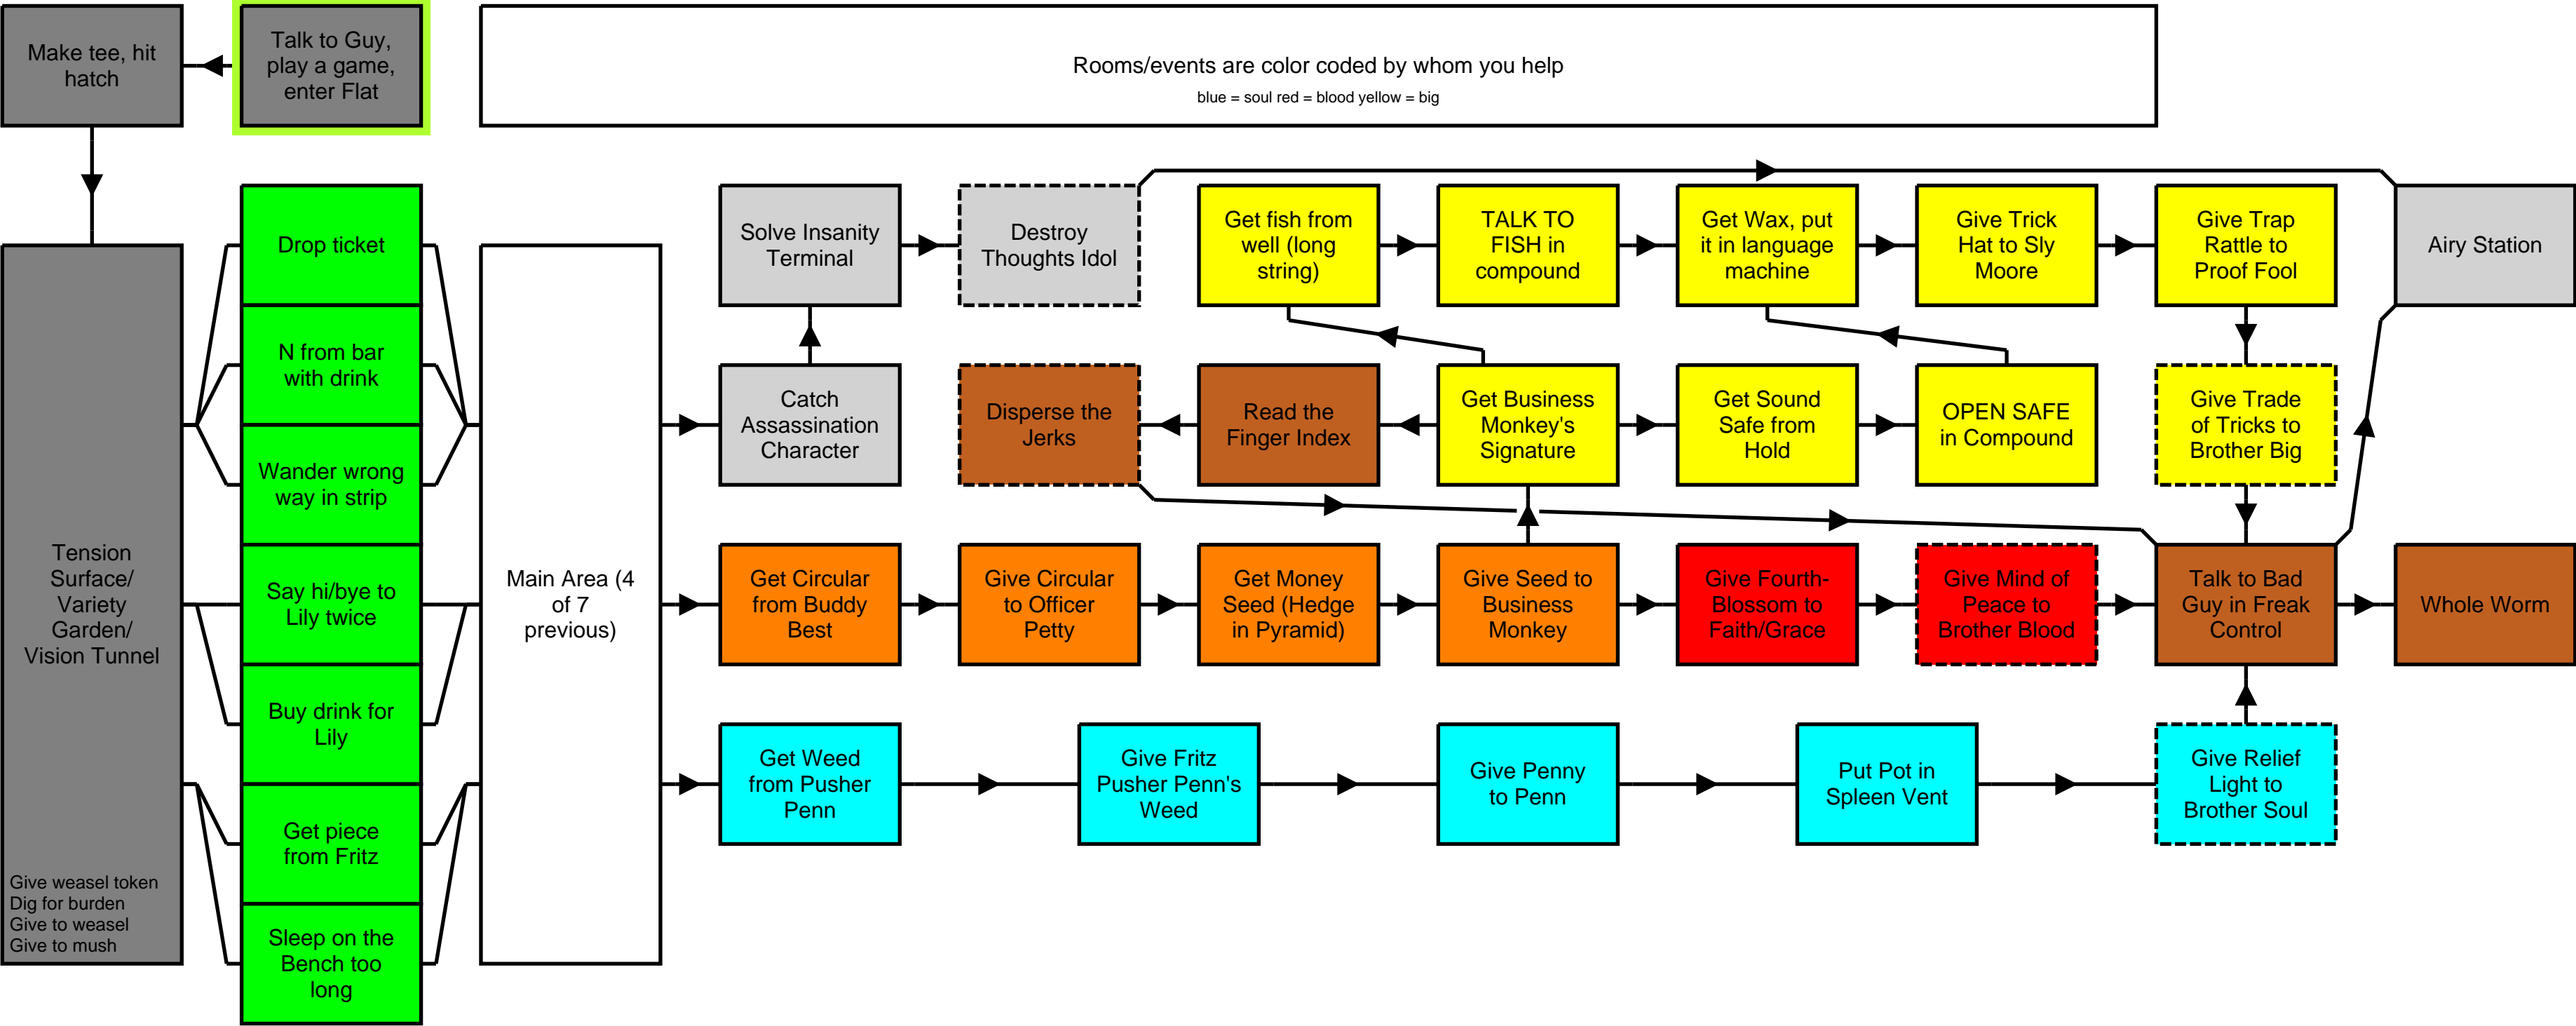 Make tee, hit
hatch
Talk to Guy,
play a game,
enter Flat
Rooms/events are color coded by whom you help
blue = soul red = blood yellow = big
Drop ticket
N from bar
with drink
Wander wrong
way in strip
Say hi/bye to
Lily twice
Buy drink for
Lily
Get piece
from Fritz
Sleep on the
Bench too
long
Tension
Surface/
Variety
Garden/
Vision Tunnel
Give weasel token
Dig for burden
Give to weasel
Give to mush
Main Area (4
of 7
previous)
Solve Insanity
Terminal
Destroy
Thoughts Idol
Get fish from
well (long
string)
TALK TO
FISH in
compound
Get Wax, put
it in language
machine
Give Trick
Hat to Sly
Moore
Give Trap
Rattle to
Proof Fool
Airy Station
Catch
Assassination
Character
Disperse the
Jerks
Read the
Finger Index
Get Business
Monkey's
Signature
Get Sound
Safe from
Hold
OPEN SAFE
in Compound
Give Trade
of Tricks to
Brother Big
Get Circular
from Buddy
Best
Give Circular
to Officer
Petty
Get Money
Seed (Hedge
in Pyramid)
Give Seed to
Business
Monkey
Give Fourth-
Blossom to
Faith/Grace
Give Mind of
Peace to
Brother Blood
Talk to Bad
Guy in Freak
Control
Whole Worm
Get Weed
from Pusher
Penn
Give Fritz
Pusher Penn's
Weed
Give Penny
to Penn
Put Pot in
Spleen Vent
Give Relief
Light to
Brother Soul